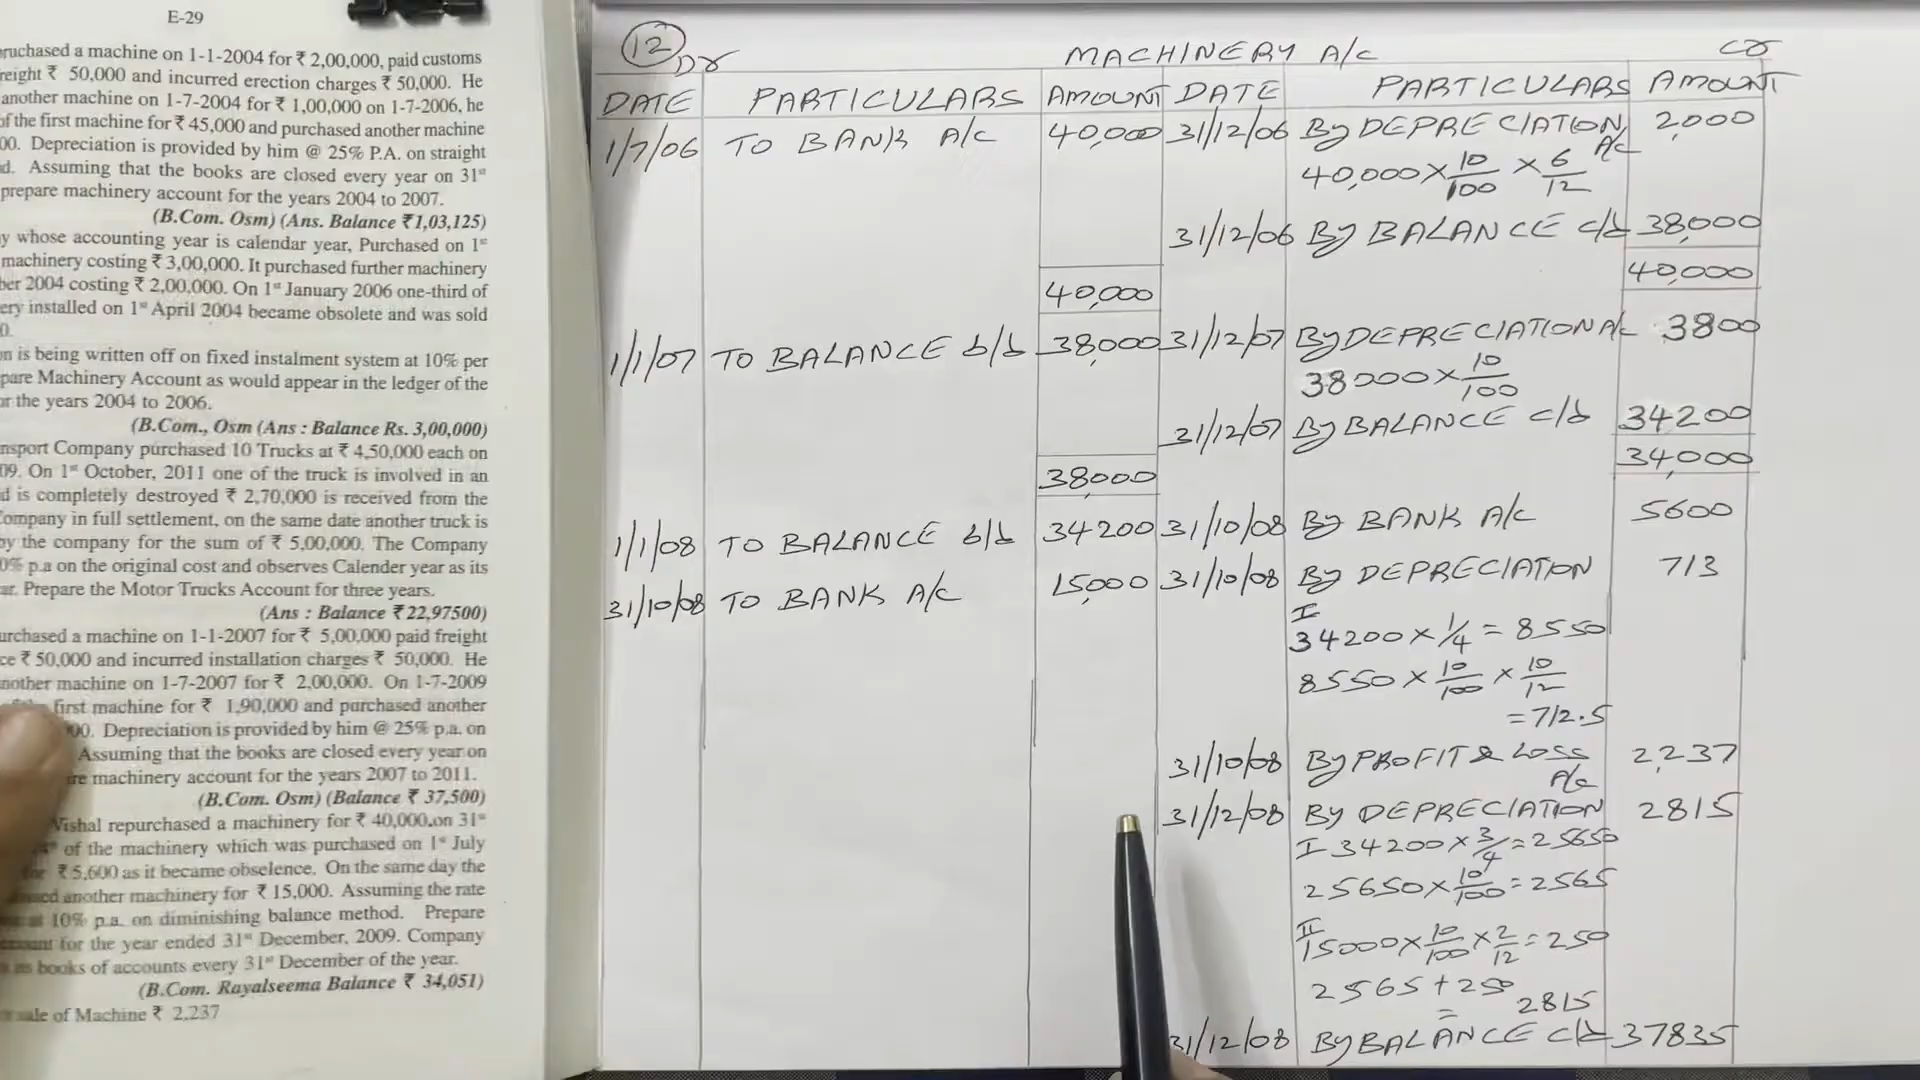 E-29
ruchased a machine on 1-1-2004 for ₹ 2,00,000, paid customs
reight ₹ 50,000 and incurred erection charges ₹ 50,000. He
another machine on 1-7-2004 for ₹ 1,00,000 on 1-7-2006, he
of the first machine for ₹ 45,000 and purchased another machine
00. Depreciation is provided by him @ 25% P.A. on straight
d. Assuming that the books are closed every year on 31st
prepare machinery account for the years 2004 to 2007.
(B.Com. Osm) (Ans. Balance ₹ 1,03,125)
y whose accounting year is calendar year, Purchased on 1st
machinery costing ₹ 3,00,000. It purchased further machinery
ber 2004 costing ₹ 2,00,000. On 1st January 2006 one-third of
ery installed on 1st April 2004 became obsolete and was sold
0.
on is being written off on fixed instalment system at 10% per
pare Machinery Account as would appear in the ledger of the
or the years 2004 to 2006.
(B.Com., Osm (Ans : Balance Rs. 3,00,000)
nsport Company purchased 10 Trucks at ₹ 4,50,000 each on
09. On 1st October, 2011 one of the truck is involved in an
d is completely destroyed ₹ 2,70,000 is received from the
Company in full settlement, on the same date another truck is
by the company for the sum of ₹ 5,00,000. The Company
0% p.a on the original cost and observes Calender year as its
ar. Prepare the Motor Trucks Account for three years.
(Ans : Balance ₹ 22,97500)
urchased a machine on 1-1-2007 for ₹ 5,00,000 paid freight
ce ₹ 50,000 and incurred installation charges ₹ 50,000. He
nother machine on 1-7-2007 for ₹ 2,00,000. On 1-7-2009
first machine for ₹ 1,90,000 and purchased another
00. Depreciation is provided by him @ 25% p.a. on
Assuming that the books are closed every year on
re machinery account for the years 2007 to 2011.
(B.Com. Osm) (Balance ₹ 37,500)
Vishal repurchased a machinery for ₹ 40,000.on 31st
of the machinery which was purchased on 1st July
₹ 5,600 as it became obselence. On the same day the
another machinery for ₹ 15,000. Assuming the rate
at 10% p.a. on diminishing balance method. Prepare
for the year ended 31st December, 2009. Company
books of accounts every 31st December of the year.
(B.Com. Rayalseema Balance ₹ 34,051)
sale of Machine ₹ 2,237
12
Dr MACHINERY A/c Cr
DATE PARTICULARS AMOUNT DATE PARTICULARS AMOUNT
1/7/06 TO BANK A/c 40,000 31/12/06 By DEPRECIATION A/c 2,000
40,000 × 10/100 × 6/12
31/12/06 By BALANCE c/d 38,000
40,000 40,000
1/1/07 TO BALANCE b/d 38,000 31/12/07 By DEPRECIATION A/c 3800
38000 × 10/100
31/12/07 By BALANCE c/d 34200
38,000 34,000
1/1/08 TO BALANCE b/d 34200 31/10/08 By BANK A/c 5600
31/10/08 TO BANK A/c 15,000 31/10/08 By DEPRECIATION 713
I
34200 × 1/4 = 8550
8550 × 10/100 × 10/12
= 712.5
31/10/08 By PROFIT & LOSS A/c 2,237
31/12/08 By DEPRECIATION 2815
I 34200 × 3/4 = 25650
25650 × 10/100 = 2565
II
15000 × 10/100 × 2/12 = 250
2565 + 250
= 2815
31/12/08 By BALANCE c/d 37835